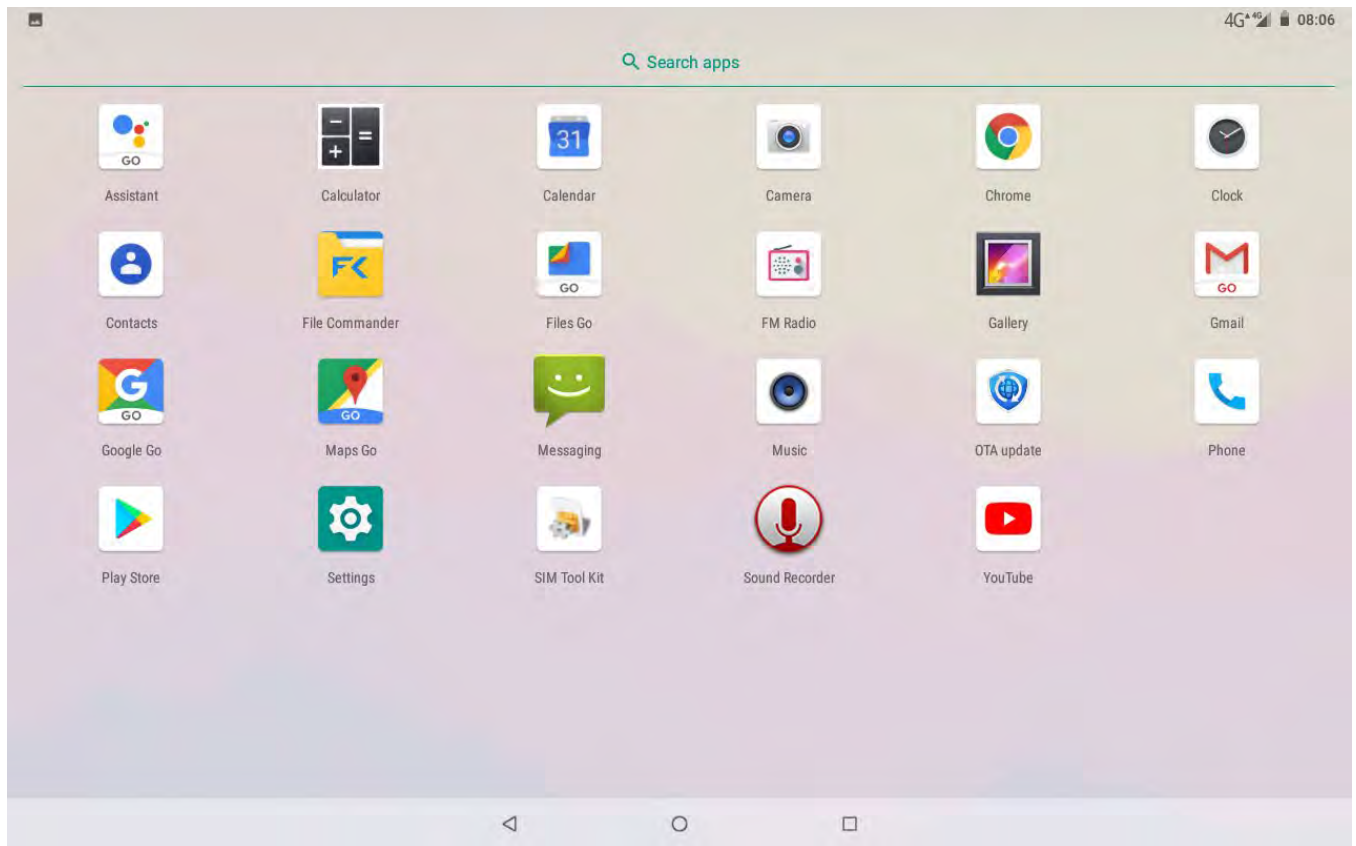 4G 4G 08:06
Search apps
31
GO GO
Assistant Calculator Calendar Camera Chrome Clock
FK
GO GO
Contacts File Commander Files Go FM Radio Gallery Gmail
G
GO GO
Google Go Maps Go Messaging Music OTA update Phone
Play Store Settings SIM Tool Kit Sound Recorder YouTube